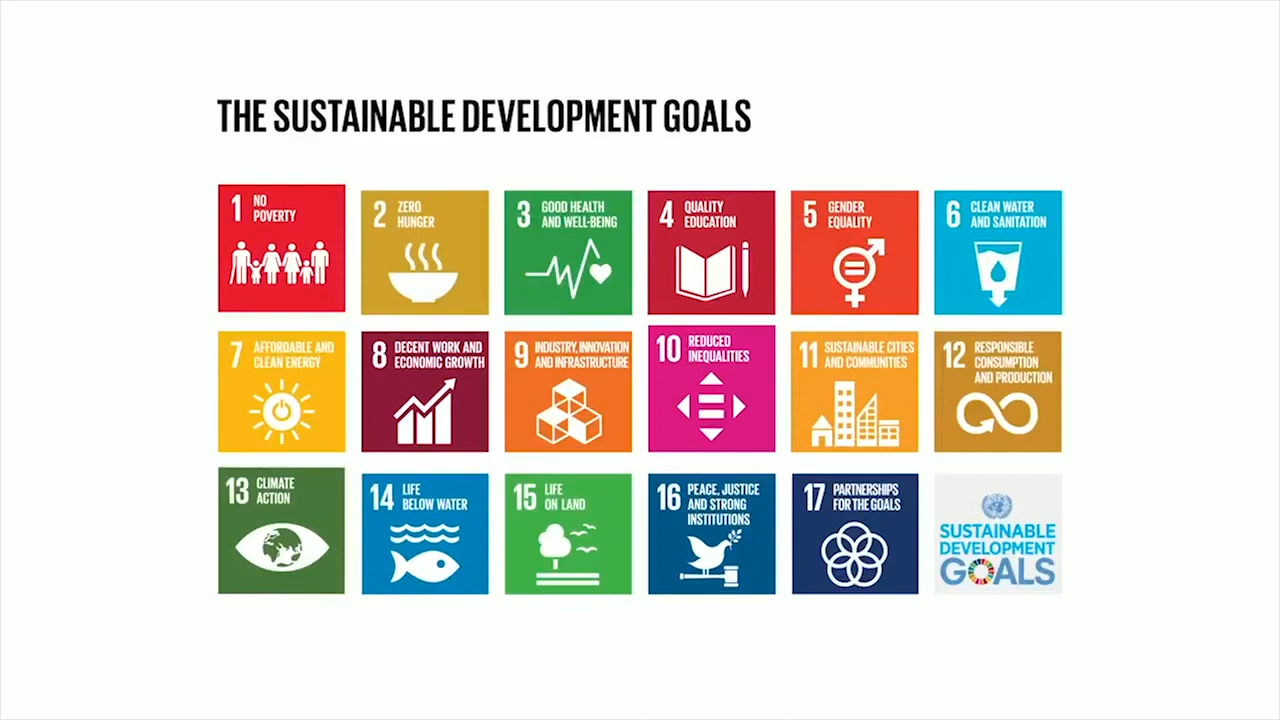 THE SUSTAINABLE DEVELOPMENT GOALS
1 NO
POVERTY
2 ZERO
HUNGER
3 GOOD HEALTH
AND WELL-BEING
4 QUALITY
EDUCATION
5 GENDER
EQUALITY
6 CLEAN WATER
AND SANITATION
7 AFFORDABLE AND
CLEAN ENERGY
8 DECENT WORK AND
ECONOMIC GROWTH
9 INDUSTRY, INNOVATION
AND INFRASTRUCTURE
10 REDUCED
INEQUALITIES
11 SUSTAINABLE CITIES
AND COMMUNITIES
12 RESPONSIBLE
CONSUMPTION
AND PRODUCTION
13 CLIMATE
ACTION
14 LIFE
BELOW WATER
15 LIFE
ON LAND
16 PEACE, JUSTICE
AND STRONG
INSTITUTIONS
17 PARTNERSHIPS
FOR THE GOALS
SUSTAINABLE
DEVELOPMENT
GOALS